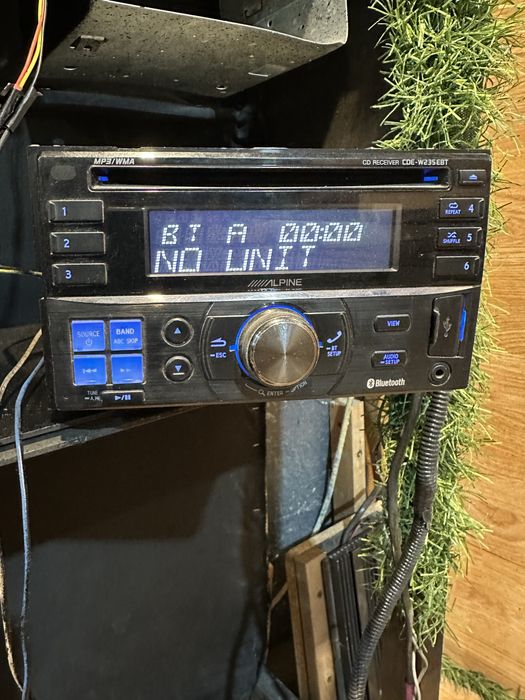 MP3/WMA
CD RECEIVER CDE-W235EBT
1
2
3
BT A 00:00
NO UNIT
REPEAT 4
SHUFFLE 5
6
ALPINE
SOURCE
BAND
ABC SKIP
ESC
BT
SETUP
VIEW
AUDIO
SETUP
TUNE
A.ME
ENTER OPTION
Bluetooth